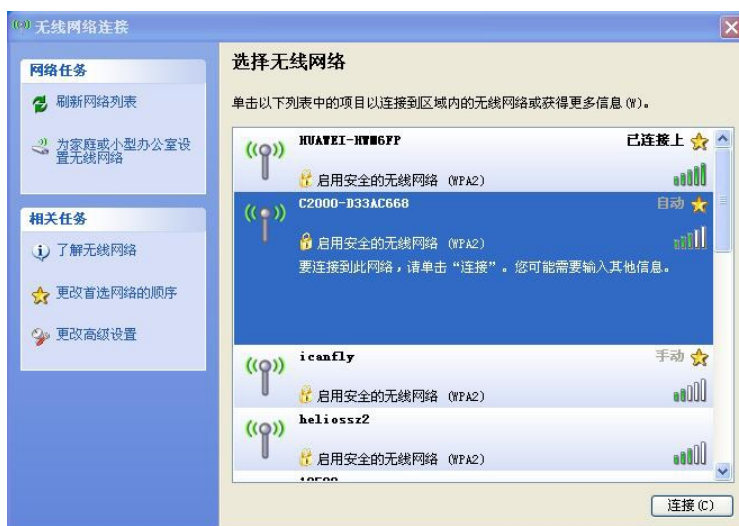 无线网络连接
网络任务
刷新网络列表
为家庭或小型办公室设
置无线网络
相关任务
了解无线网络
更改首选网络的顺序
更改高级设置
选择无线网络
单击以下列表中的项目以连接到区域内的无线网络或获得更多信息(W)。
HUAWEI-HTM6FP 已连接上
启用安全的无线网络 (WPA2)
C2000-D33AC668 自动
启用安全的无线网络 (WPA2)
要连接到此网络，请单击“连接”。您可能需要输入其他信息。
icanfly 手动
启用安全的无线网络 (WPA2)
heliossz2
启用安全的无线网络 (WPA2)
连接(C)